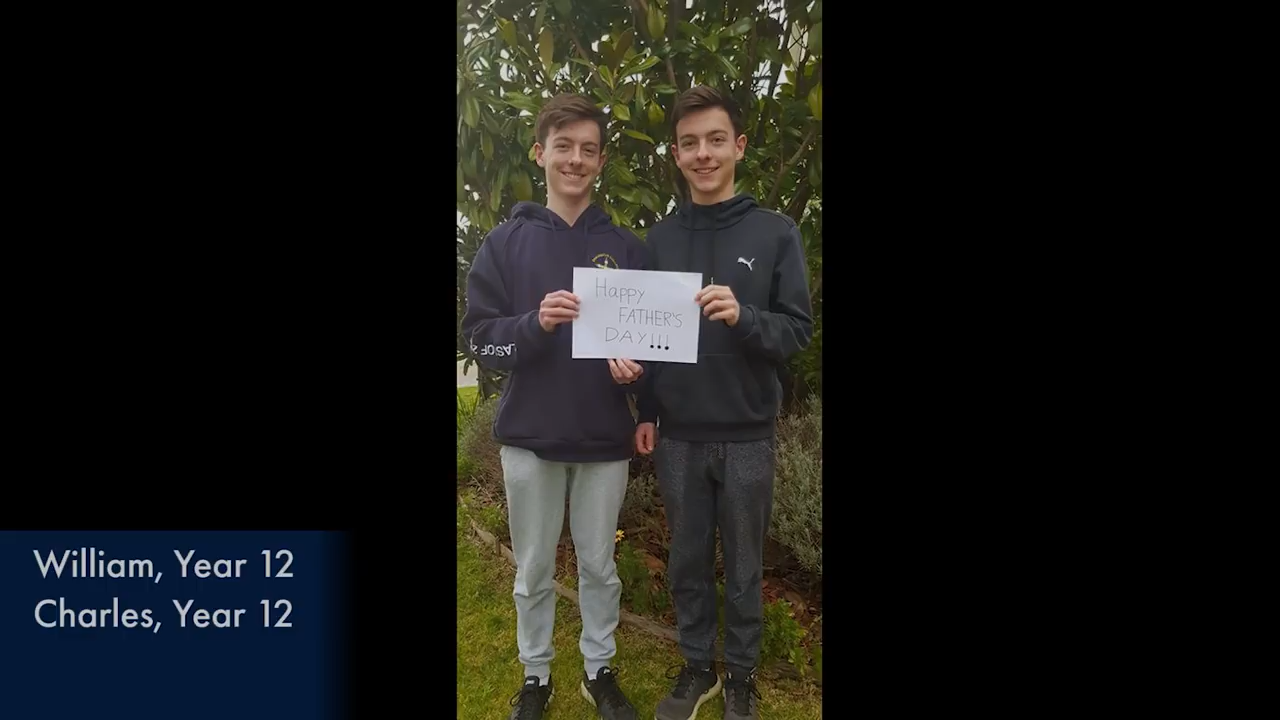 Happy
FATHER'S
DAY!!!
William, Year 12
Charles, Year 12